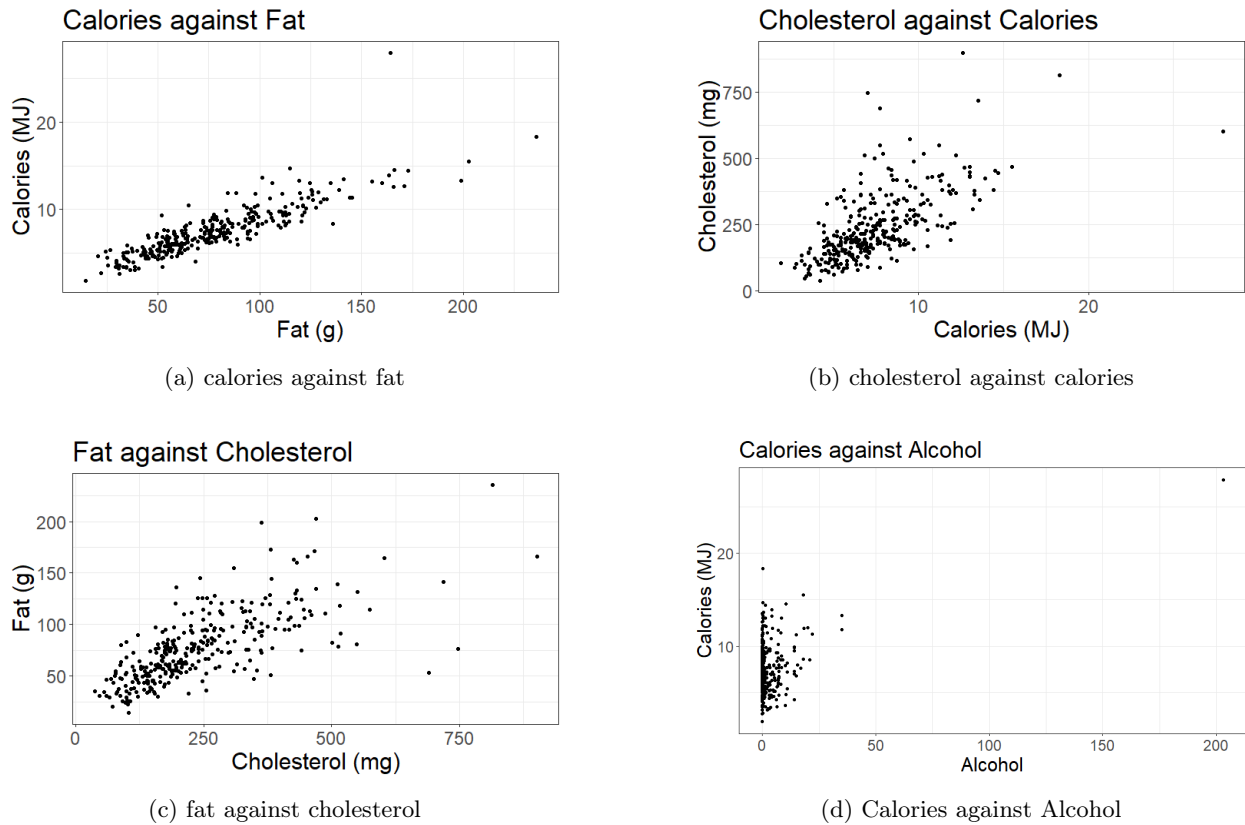 Calories against Fat
Calories (MJ)
20
10
50
100
150
200
Fat (g)
(a) calories against fat
Cholesterol against Calories
Cholesterol (mg)
750
500
250
0
10
20
Calories (MJ)
(b) cholesterol against calories
Fat against Cholesterol
Fat (g)
200
150
100
50
0
250
500
750
Cholesterol (mg)
(c) fat against cholesterol
Calories against Alcohol
Calories (MJ)
20
10
0
50
100
150
200
Alcohol
(d) Calories against Alcohol